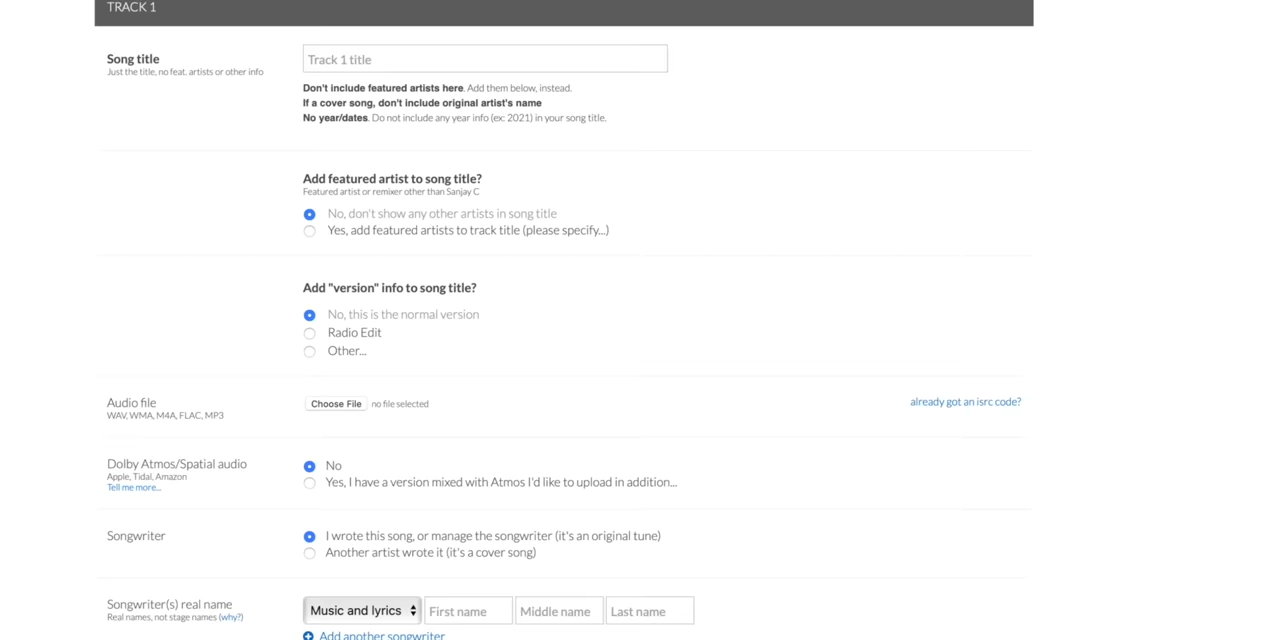 TRACK 1
Song title
Just the title, no feat. artists or other info
Track 1 title
Don't include featured artists here. Add them below, instead.
If a cover song, don't include original artist's name
No year/dates. Do not include any year info (ex: 2021) in your song title.
Add featured artist to song title?
Featured artist or remixer other than Sanjay C
No, don't show any other artists in song title
Yes, add featured artists to track title (please specify...)
Add "version" info to song title?
No, this is the normal version
Radio Edit
Other...
Audio file
WAV, WMA, M4A, FLAC, MP3
Choose File no file selected
already got an isrc code?
Dolby Atmos/Spatial audio
Apple, Tidal, Amazon
Tell me more...
No
Yes, I have a version mixed with Atmos I'd like to upload in addition...
Songwriter
I wrote this song, or manage the songwriter (it's an original tune)
Another artist wrote it (it's a cover song)
Songwriter(s) real name
Real names, not stage names (why?)
Music and lyrics First name Middle name Last name
Add another songwriter